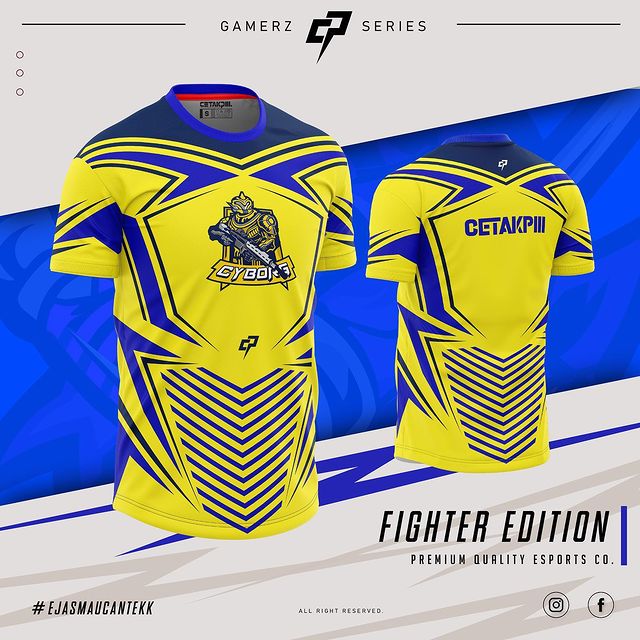 GAMERZ SERIES
CETAKPIII.
S
CYBORG
CETAKPIII
FIGHTER EDITION
PREMIUM QUALITY ESPORTS CO.
#EJASMAUCANTEKK
ALL RIGHT RESERVED.